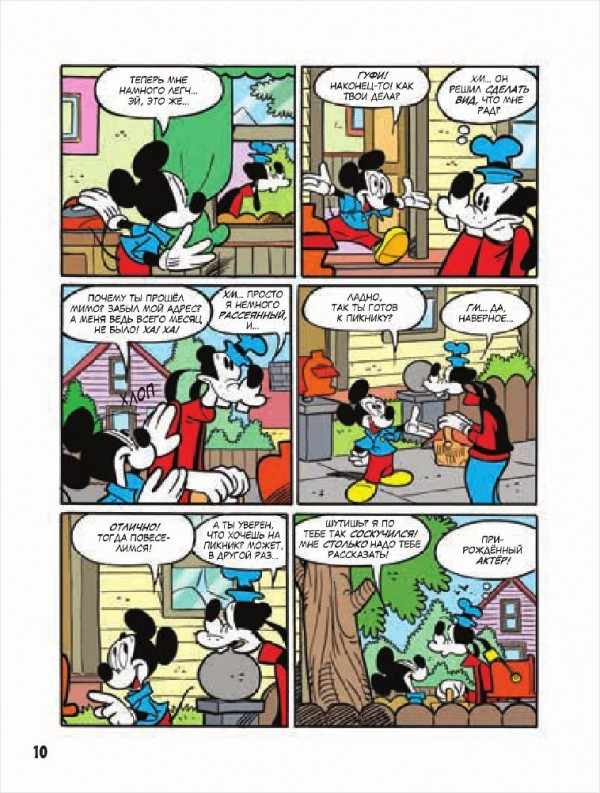 ТЕПЕРЬ МНЕ
НАМНОГО ЛЕГЧ...
ЭЙ, ЭТО ЖЕ...
ГУФИ!
НАКОНЕЦ-ТО! КАК
ТВОИ ДЕЛА?
ХМ... ОН
РЕШИЛ СДЕЛАТЬ
ВИД, ЧТО МНЕ
РАД?
ПОЧЕМУ ТЫ ПРОШЁЛ
МИМО? ЗАБЫЛ МОЙ АДРЕС?
А МЕНЯ ВЕДЬ ВСЕГО МЕСЯЦ
НЕ БЫЛО! ХА! ХА!
ХМ... ПРОСТО
Я НЕМНОГО
РАССЕЯННЫЙ,
И...
ХЛОП
ЛАДНО,
ТАК ТЫ ГОТОВ
К ПИКНИКУ?
ГМ... ДА,
НАВЕРНОЕ...
ОТЛИЧНО!
ТОГДА ПОВЕСЕ-
ЛИМСЯ!
А ТЫ УВЕРЕН,
ЧТО ХОЧЕШЬ НА
ПИКНИК? МОЖЕТ,
В ДРУГОЙ РАЗ...
ШУТИШЬ? Я ПО
ТЕБЕ ТАК СОСКУЧИЛСЯ!
МНЕ СТОЛЬКО НАДО ТЕБЕ
РАССКАЗАТЬ!
ПРИ-
РОЖДЁННЫЙ
АКТЁР!
10